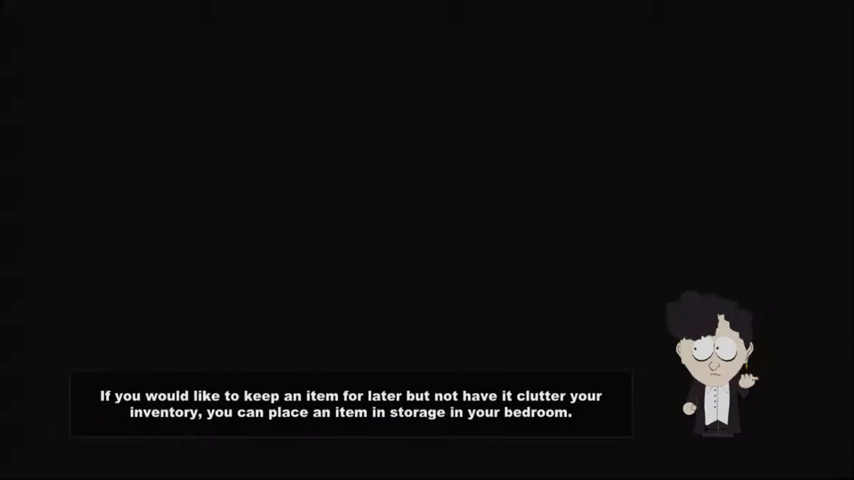 If you would like to keep an item for later but not have it clutter your
inventory, you can place an item in storage in your bedroom.